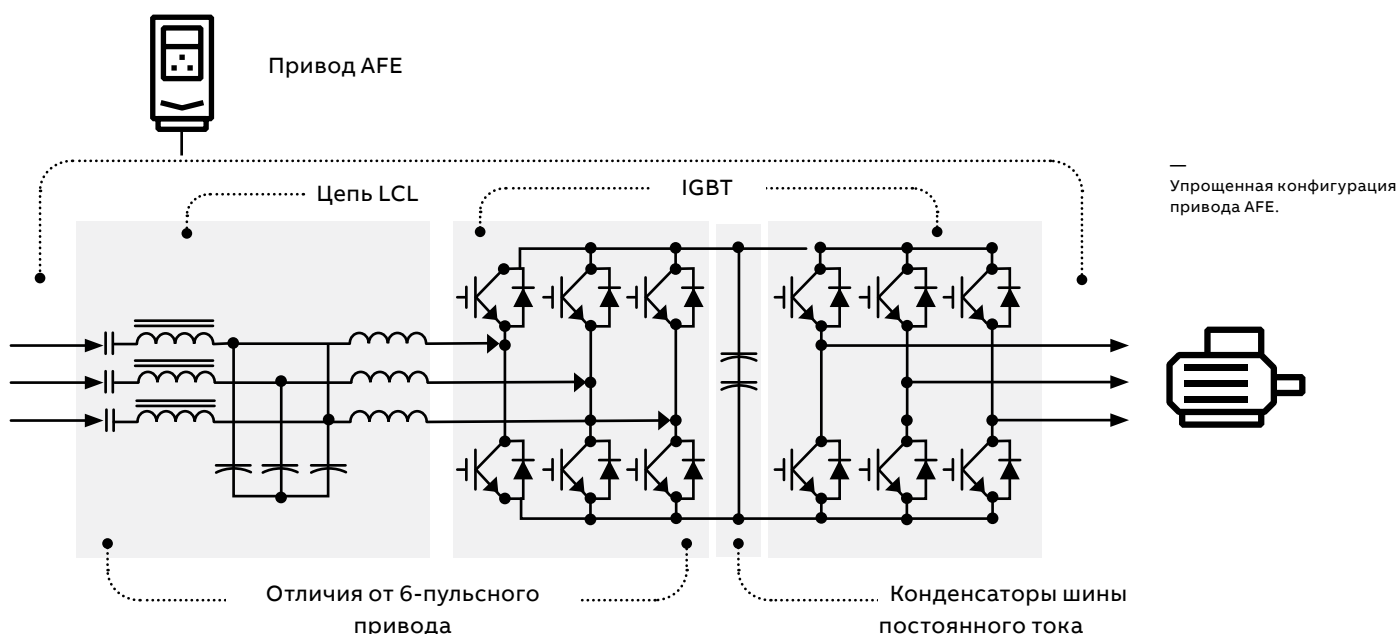 Привод AFE
Цепь LCL
IGBT
—
Упрощенная конфигурация
привода AFE.
Отличия от 6-пульсного
привода
Конденсаторы шины
постоянного тока